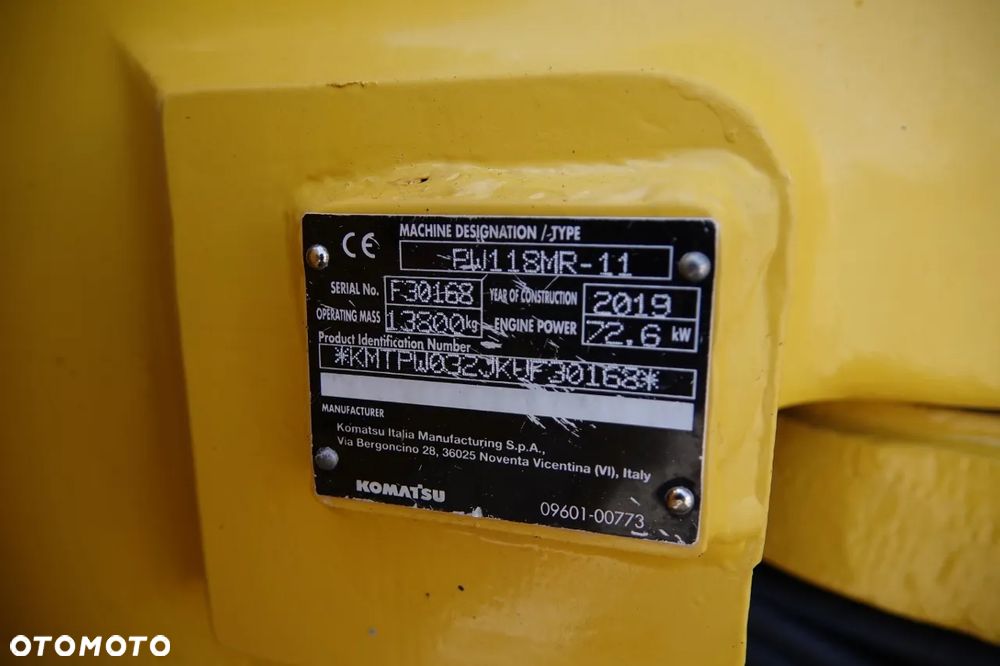 CE
MACHINE DESIGNATION / TYPE
PW118MR-11
SERIAL No. F30168 YEAR OF CONSTRUCTION 2019
OPERATING MASS 13800kg ENGINE POWER 72.6 kW
Product Identification Number
*KMTPW032JKWF30168*
MANUFACTURER
Komatsu Italia Manufacturing S.p.A.,
Via Bergoncino 28, 36025 Noventa Vicentina (VI), Italy
KOMATSU
09601-00773
OTOMOTO